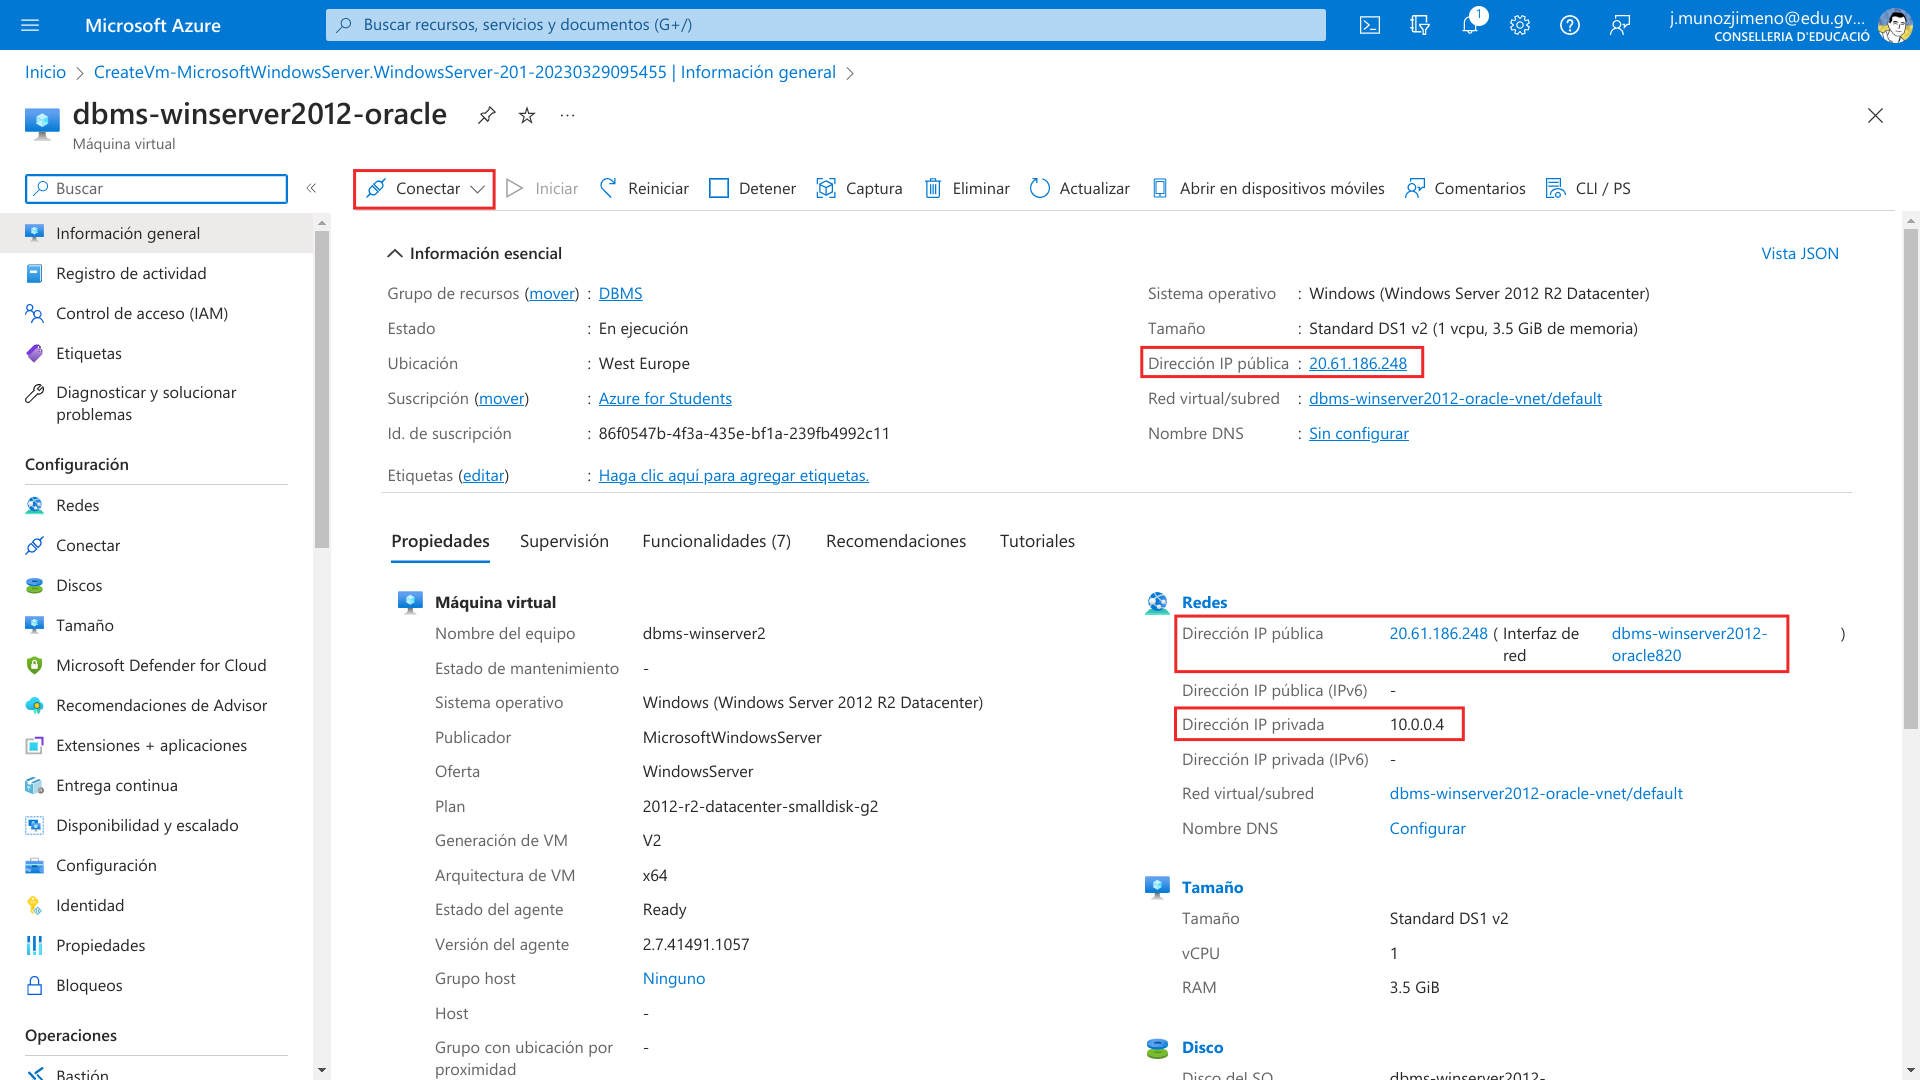 Microsoft Azure
Buscar recursos, servicios y documentos (G+/)
1
j.munozjimeno@edu.gv...
CONSELLERIA D'EDUCACIÓ
Inicio > CreateVm-MicrosoftWindowsServer.WindowsServer-201-20230329095455 | Información general >
dbms-winserver2012-oracle
...
Máquina virtual
Buscar
«
Conectar
Iniciar
Reiniciar
Detener
Captura
Eliminar
Actualizar
Abrir en dispositivos móviles
Comentarios
CLI / PS
Información general
Registro de actividad
Control de acceso (IAM)
Etiquetas
Diagnosticar y solucionar
problemas
Configuración
Redes
Conectar
Discos
Tamaño
Microsoft Defender for Cloud
Recomendaciones de Advisor
Extensiones + aplicaciones
Entrega continua
Disponibilidad y escalado
Configuración
Identidad
Propiedades
Bloqueos
Operaciones
Bastión
Información esencial
Vista JSON
Grupo de recursos (mover) : DBMS
Estado : En ejecución
Ubicación : West Europe
Suscripción (mover) : Azure for Students
Id. de suscripción : 86f0547b-4f3a-435e-bf1a-239fb4992c11
Etiquetas (editar) : Haga clic aquí para agregar etiquetas.
Sistema operativo : Windows (Windows Server 2012 R2 Datacenter)
Tamaño : Standard DS1 v2 (1 vcpu, 3.5 GiB de memoria)
Dirección IP pública : 20.61.186.248
Red virtual/subred : dbms-winserver2012-oracle-vnet/default
Nombre DNS : Sin configurar
Propiedades
Supervisión
Funcionalidades (7)
Recomendaciones
Tutoriales
Máquina virtual
Nombre del equipo dbms-winserver2
Estado de mantenimiento -
Sistema operativo Windows (Windows Server 2012 R2 Datacenter)
Publicador MicrosoftWindowsServer
Oferta WindowsServer
Plan 2012-r2-datacenter-smalldisk-g2
Generación de VM V2
Arquitectura de VM x64
Estado del agente Ready
Versión del agente 2.7.41491.1057
Grupo host Ninguno
Host -
Grupo con ubicación por -
proximidad
Redes
Dirección IP pública 20.61.186.248 ( Interfaz de dbms-winserver2012- )
red oracle820
Dirección IP pública (IPv6) -
Dirección IP privada 10.0.0.4
Dirección IP privada (IPv6) -
Red virtual/subred dbms-winserver2012-oracle-vnet/default
Nombre DNS Configurar
Tamaño
Tamaño Standard DS1 v2
vCPU 1
RAM 3.5 GiB
Disco
Disco del SO dbms-winserver2012-